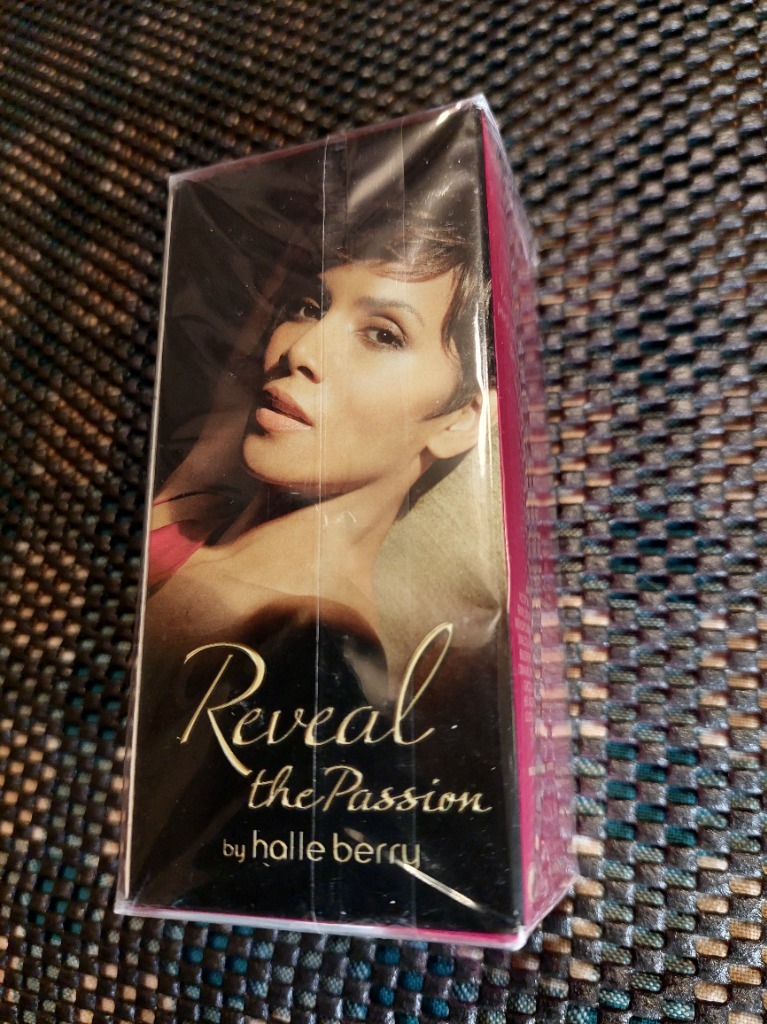 Reveal
the Passion
by halle berry